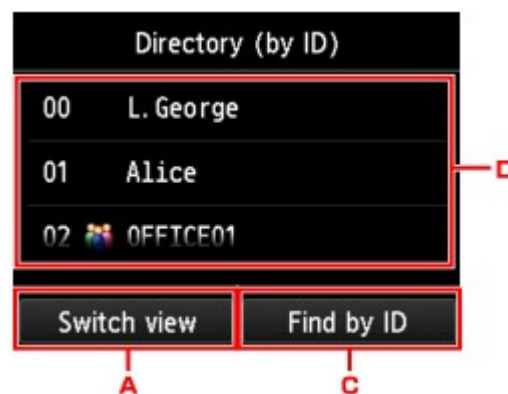 Directory (by ID)
00 L.George
01 Alice
02 OFFICE01
D
Switch view Find by ID
A C